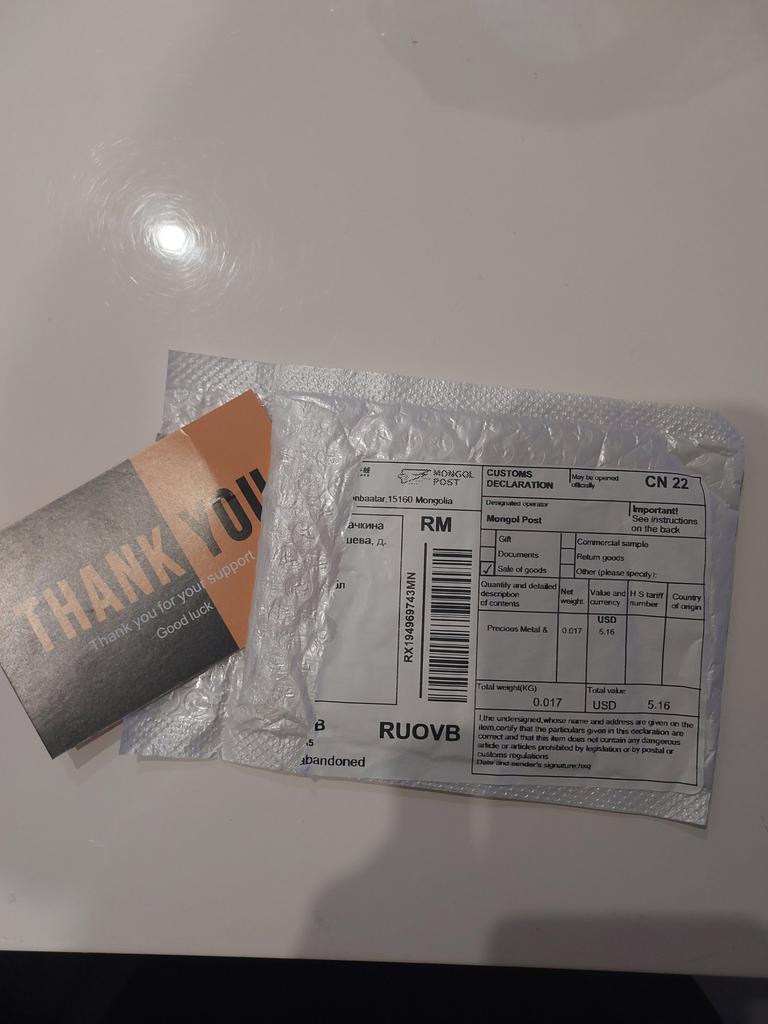 THANK YOU
Thank you for your support
Good luck
MONGOL
POST
nbaatar,15160 Mongolia
ачкина
шева, д.
RM
RX194969743MN
B
RUOVB
abandoned
CUSTOMS
DECLARATION
May be opened
officially
CN 22
Designated operator
Mongol Post
Important!
See instructions
on the back
Gift
Commercial sample
Documents
Return goods
✓ Sale of goods
Other (please specify):
Quantity and detailed
description
of contents
Net
weight
Value and
currency
H S tariff
number
Country
of origin
Precious Metal &
0.017
USD
5.16
Total weight(KG)
0.017
Total value
USD 5.16
I,the undersigned,whose name and address are given on the
item,certify that the particulars given in this declaration are
correct and that this item does not contain any dangerous
article or articles prohibited by legislation or by postal or
customs regulations
Date and sender's signature:hxq